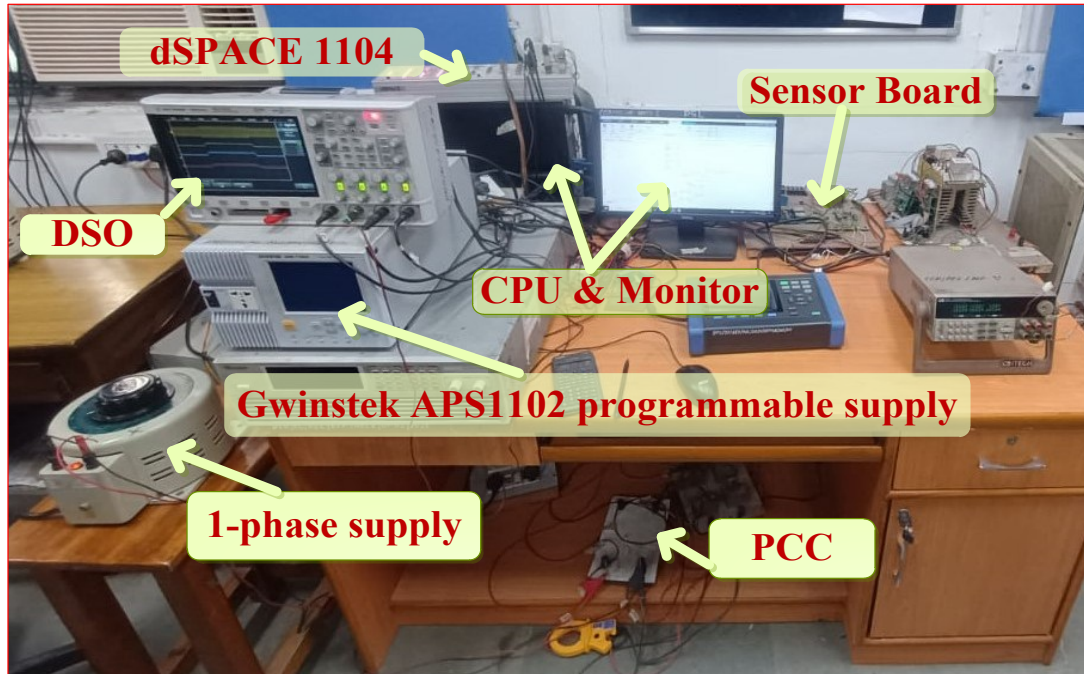 dSPACE 1104
Sensor Board
DSO
CPU & Monitor
Gwinstek APS1102 programmable supply
1-phase supply
PCC